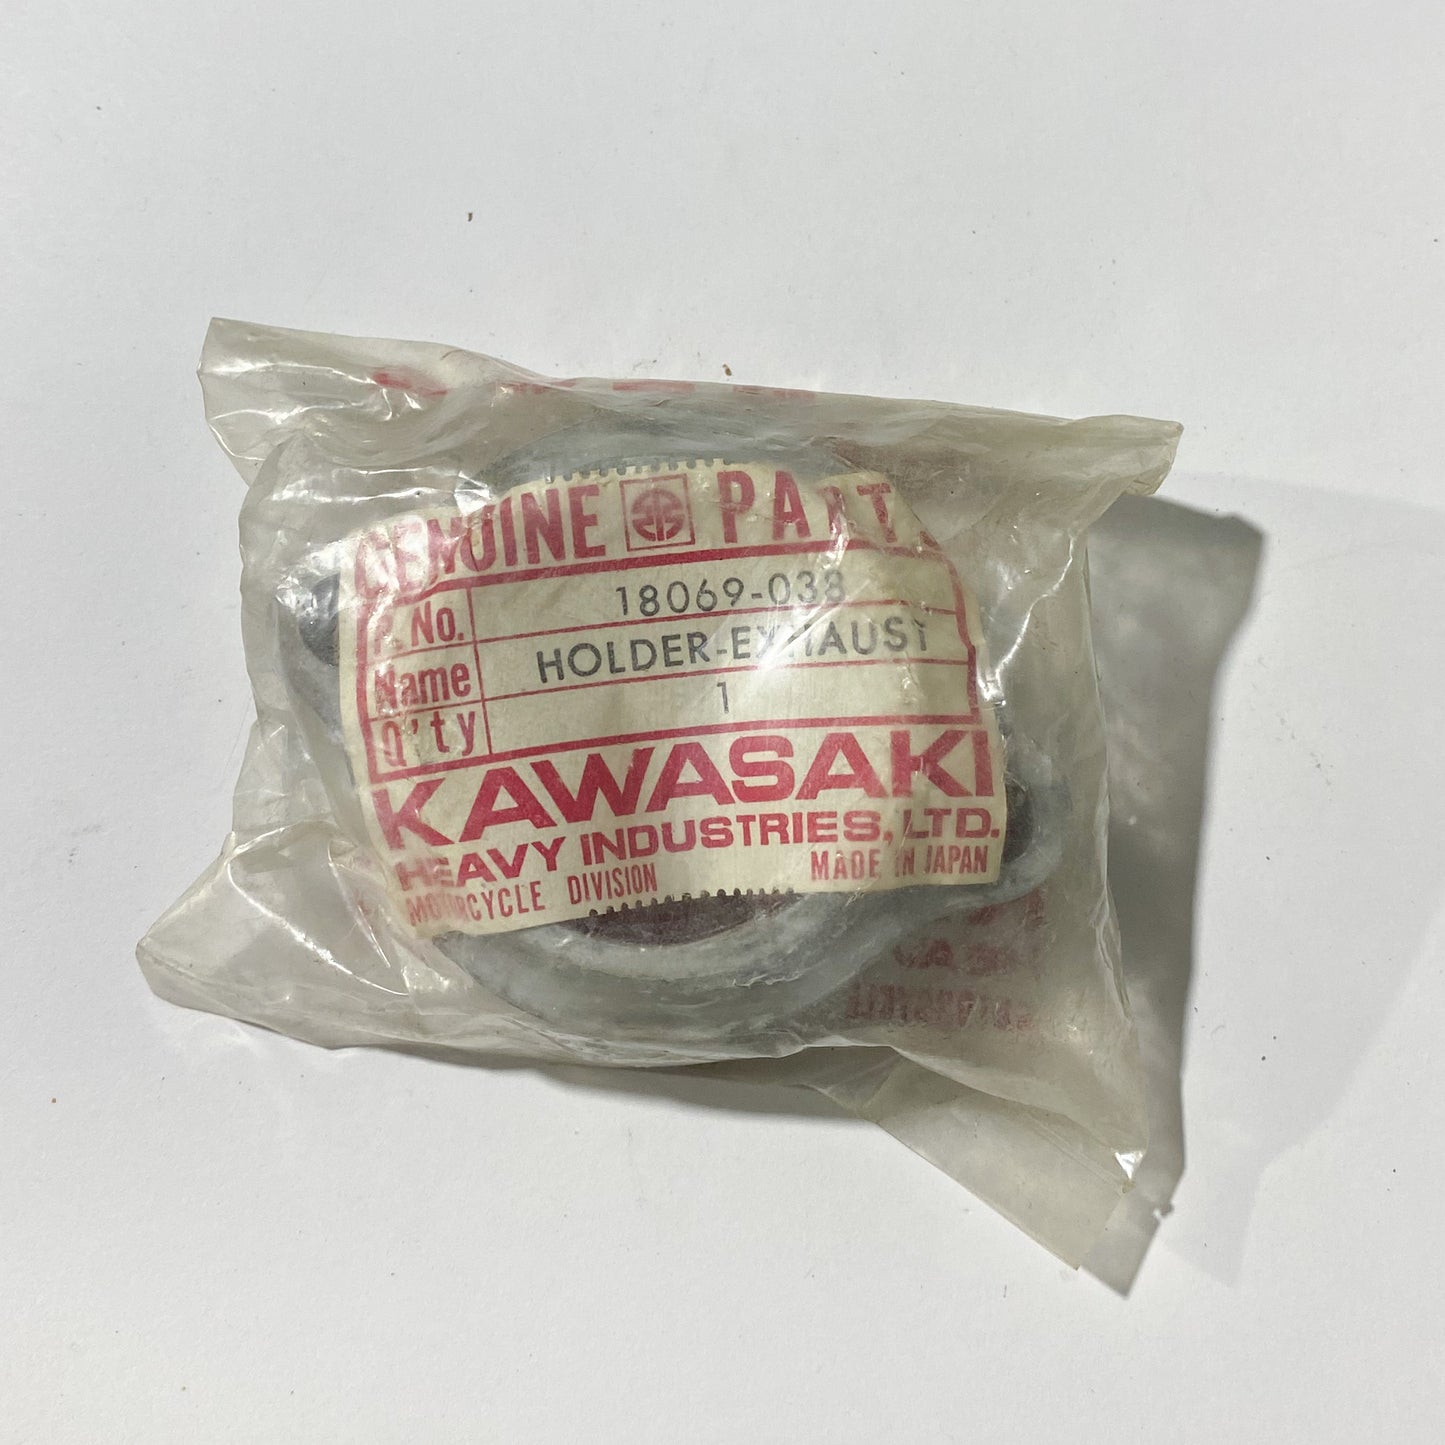 GENUINE PARTS
P. No. 18069-038
Name HOLDER-EXHAUST
Q'ty 1
KAWASAKI
HEAVY INDUSTRIES, LTD.
MOTORCYCLE DIVISION MADE IN JAPAN